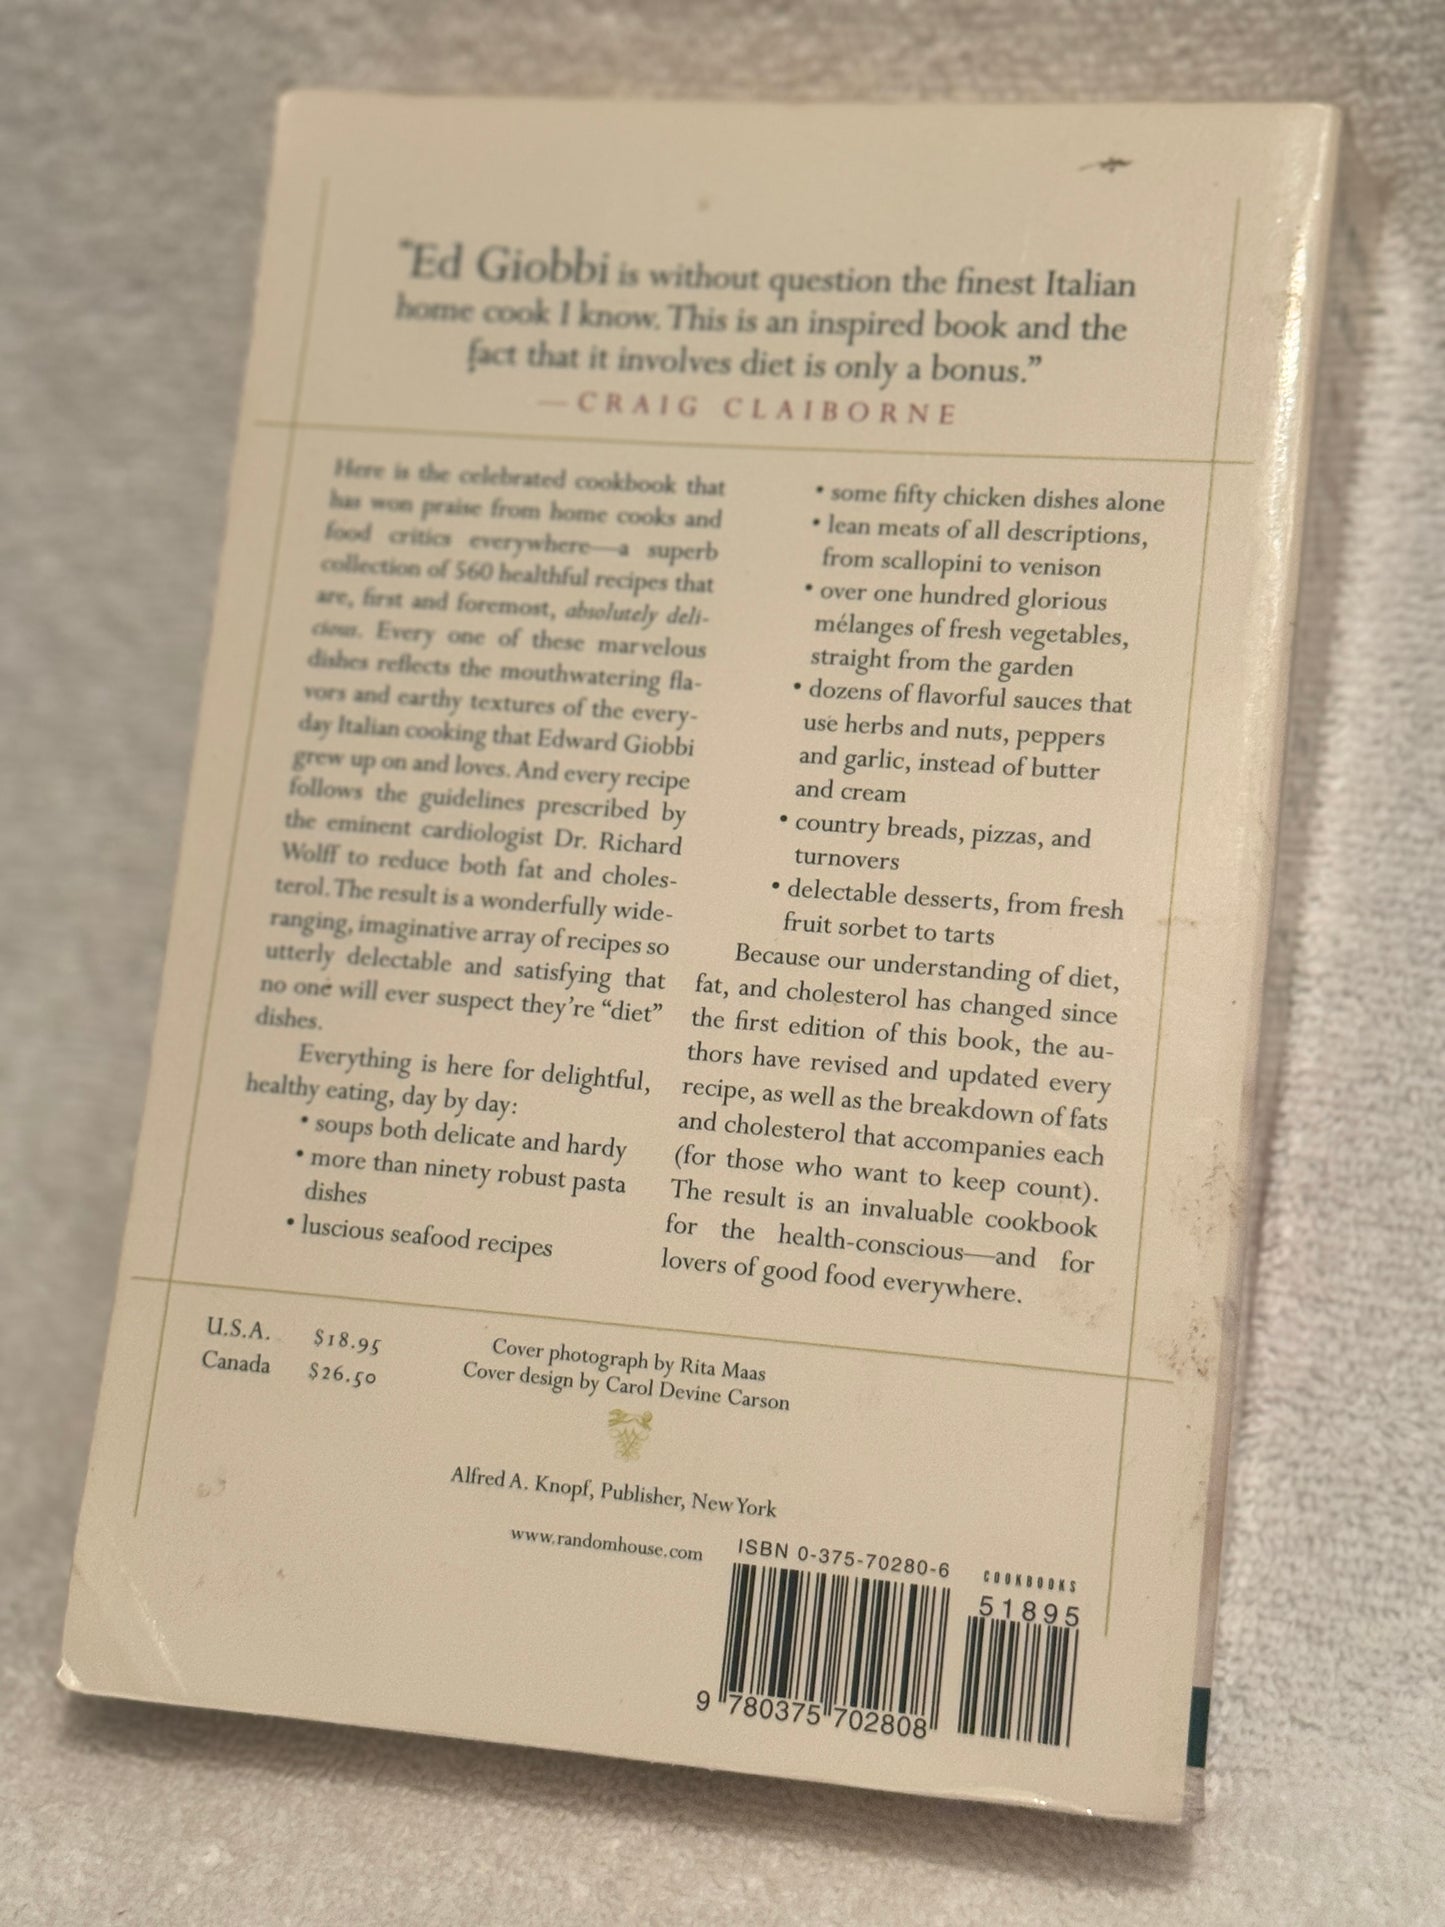 “Ed Giobbi is without question the finest Italian
home cook I know. This is an inspired book and the
fact that it involves diet is only a bonus.”
—CRAIG CLAIBORNE
Here is the celebrated cookbook that
has won praise from home cooks and
food critics everywhere—a superb
collection of 560 healthful recipes that
are, first and foremost, absolutely deli-
cious. Every one of these marvelous
dishes reflects the mouthwatering fla-
vors and earthy textures of the every-
day Italian cooking that Edward Giobbi
grew up on and loves. And every recipe
follows the guidelines prescribed by
the eminent cardiologist Dr. Richard
Wolff to reduce both fat and choles-
terol. The result is a wonderfully wide-
ranging, imaginative array of recipes so
utterly delectable and satisfying that
no one will ever suspect they’re “diet”
dishes.
Everything is here for delightful,
healthy eating, day by day:
• soups both delicate and hardy
• more than ninety robust pasta
dishes
• luscious seafood recipes
• some fifty chicken dishes alone
• lean meats of all descriptions,
from scallopini to venison
• over one hundred glorious
mélanges of fresh vegetables,
straight from the garden
• dozens of flavorful sauces that
use herbs and nuts, peppers
and garlic, instead of butter
and cream
• country breads, pizzas, and
turnovers
• delectable desserts, from fresh
fruit sorbet to tarts
Because our understanding of diet,
fat, and cholesterol has changed since
the first edition of this book, the au-
thors have revised and updated every
recipe, as well as the breakdown of fats
and cholesterol that accompanies each
(for those who want to keep count).
The result is an invaluable cookbook
for the health-conscious—and for
lovers of good food everywhere.
U.S.A. $18.95
Canada $26.50
Cover photograph by Rita Maas
Cover design by Carol Devine Carson
Alfred A. Knopf, Publisher, New York
www.randomhouse.com
ISBN 0-375-70280-6
COOKBOOKS
51895
9 780375 702808